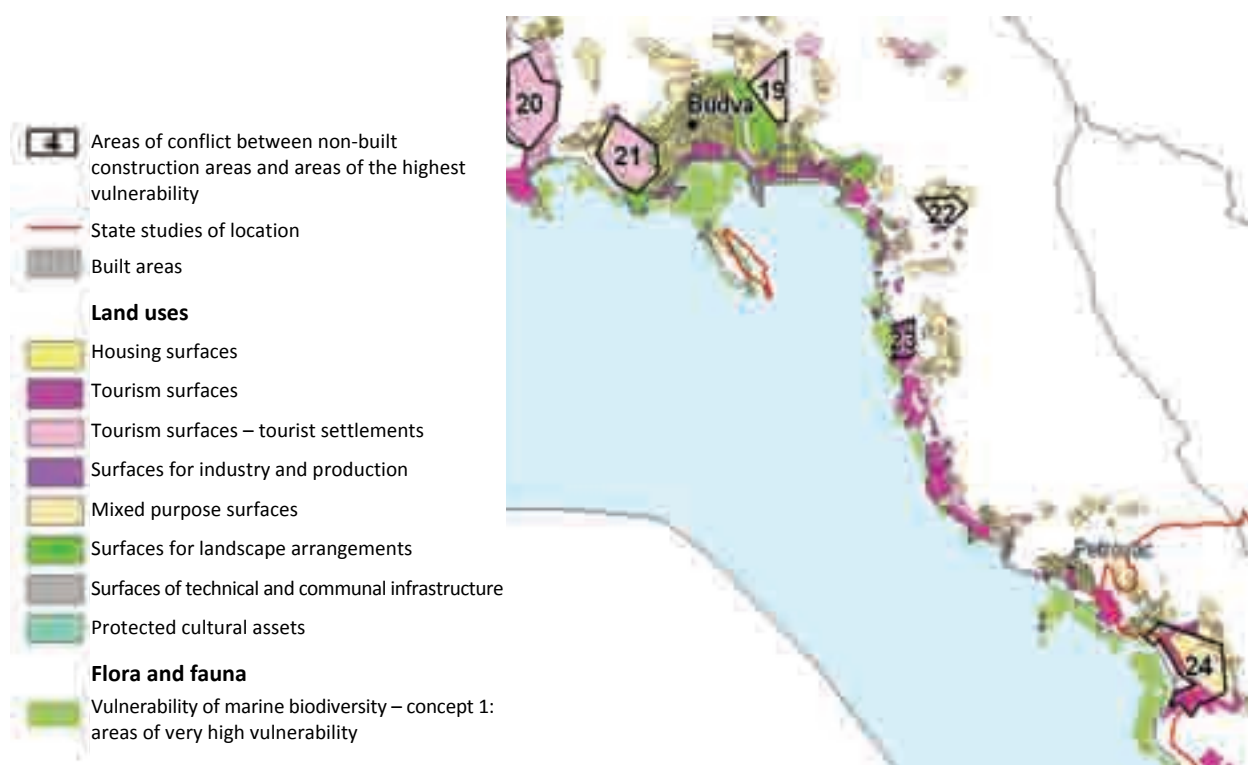 4
Areas of conflict between non-built
construction areas and areas of the highest
vulnerability
State studies of location
Built areas
Land uses
Housing surfaces
Tourism surfaces
Tourism surfaces – tourist settlements
Surfaces for industry and production
Mixed purpose surfaces
Surfaces for landscape arrangements
Surfaces of technical and communal infrastructure
Protected cultural assets
Flora and fauna
Vulnerability of marine biodiversity – concept 1:
areas of very high vulnerability
20
19
Budva
21
22
23
Petrovac
24